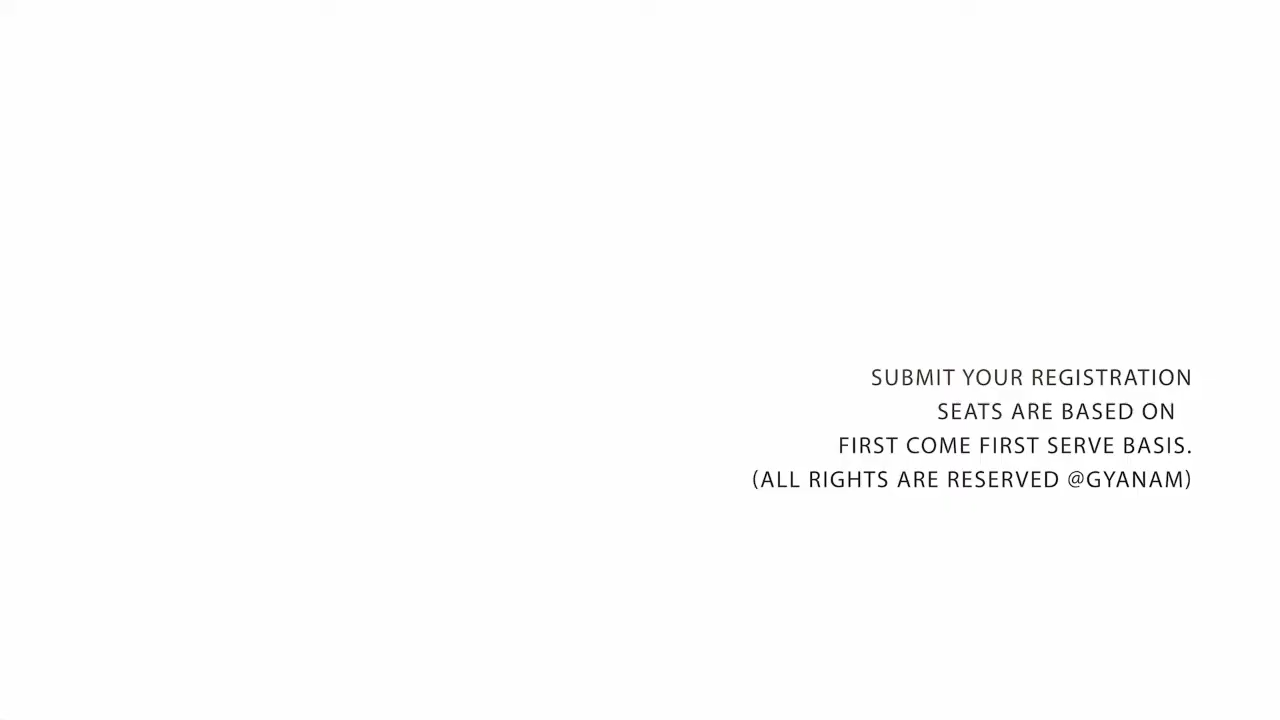 SUBMIT YOUR REGISTRATION
SEATS ARE BASED ON
FIRST COME FIRST SERVE BASIS.
(ALL RIGHTS ARE RESERVED @GYANAM)